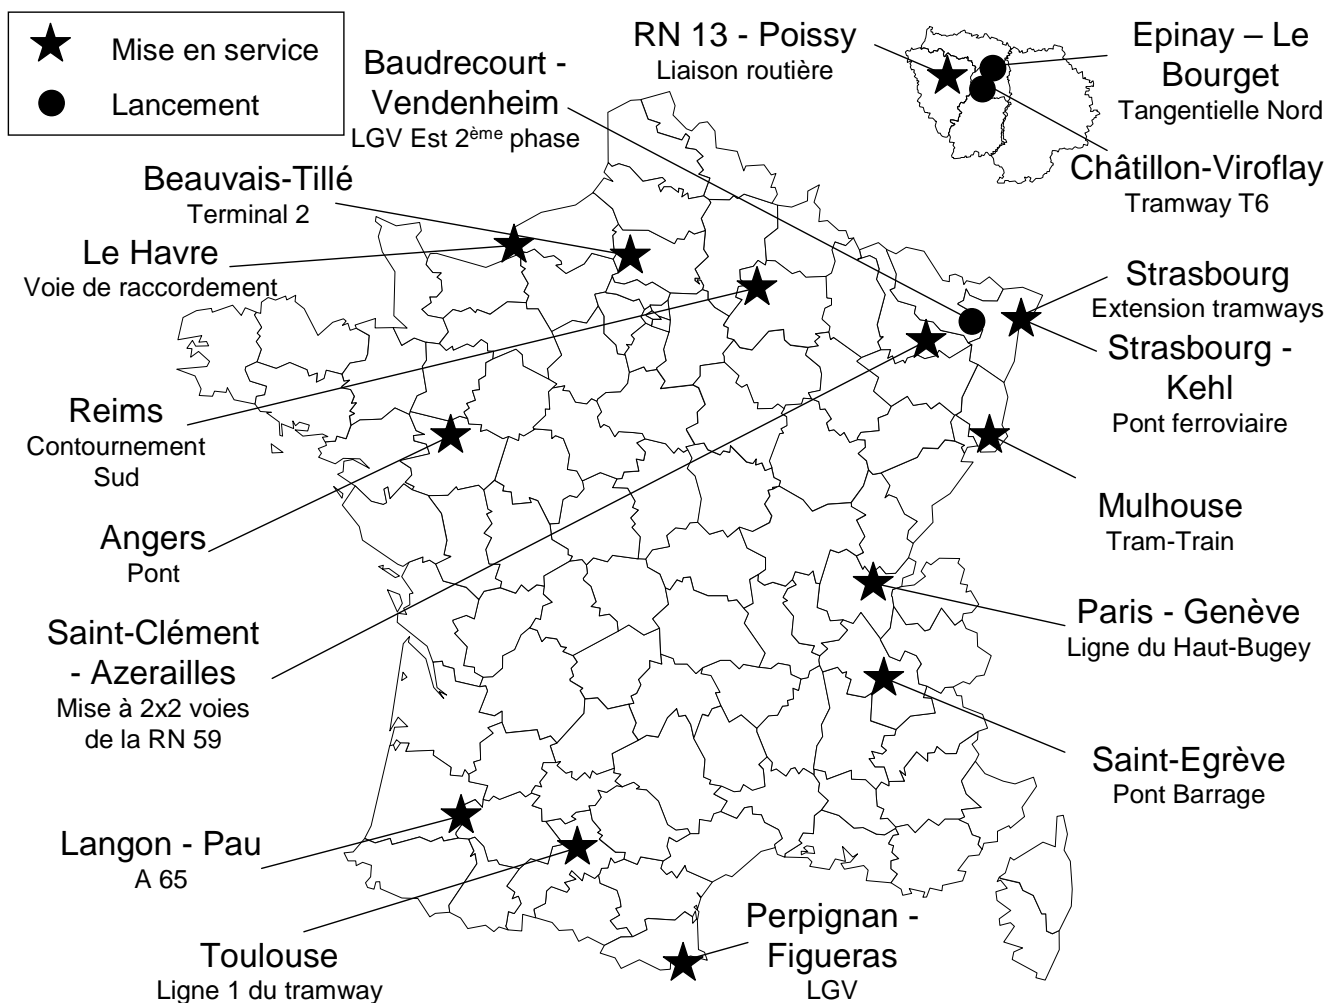 Mise en service
Lancement
Baudrecourt -
Vendenheim
LGV Est 2ème phase
RN 13 - Poissy
Liaison routière
Epinay – Le
Bourget
Tangentielle Nord
Châtillon-Viroflay
Tramway T6
Beauvais-Tillé
Terminal 2
Le Havre
Voie de raccordement
Strasbourg
Extension tramways
Strasbourg -
Kehl
Pont ferroviaire
Reims
Contournement
Sud
Mulhouse
Tram-Train
Angers
Pont
Paris - Genève
Ligne du Haut-Bugey
Saint-Clément
- Azerailles
Mise à 2x2 voies
de la RN 59
Saint-Egrève
Pont Barrage
Langon - Pau
A 65
Toulouse
Ligne 1 du tramway
Perpignan -
Figueras
LGV